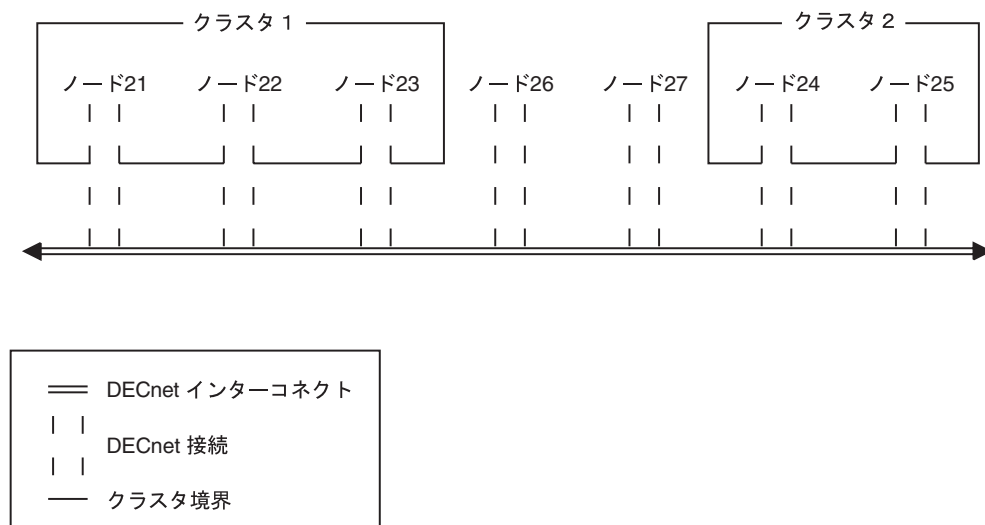 クラスタ 1
クラスタ 2
ノード21
ノード22
ノード23
ノード26
ノード27
ノード24
ノード25
DECnet インターコネクト
DECnet 接続
クラスタ境界